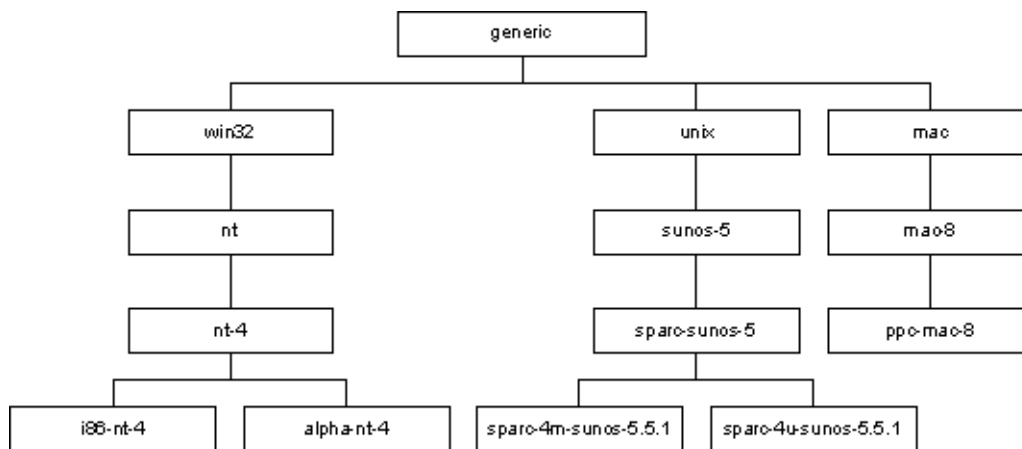 generic
win32
unix
mac
nt
sunos-5
mac-8
nt-4
sparc-sunos-5
ppc-mac-8
i86-nt-4
alpha-nt-4
sparc-4m-sunos-5.5.1
sparc-4u-sunos-5.5.1